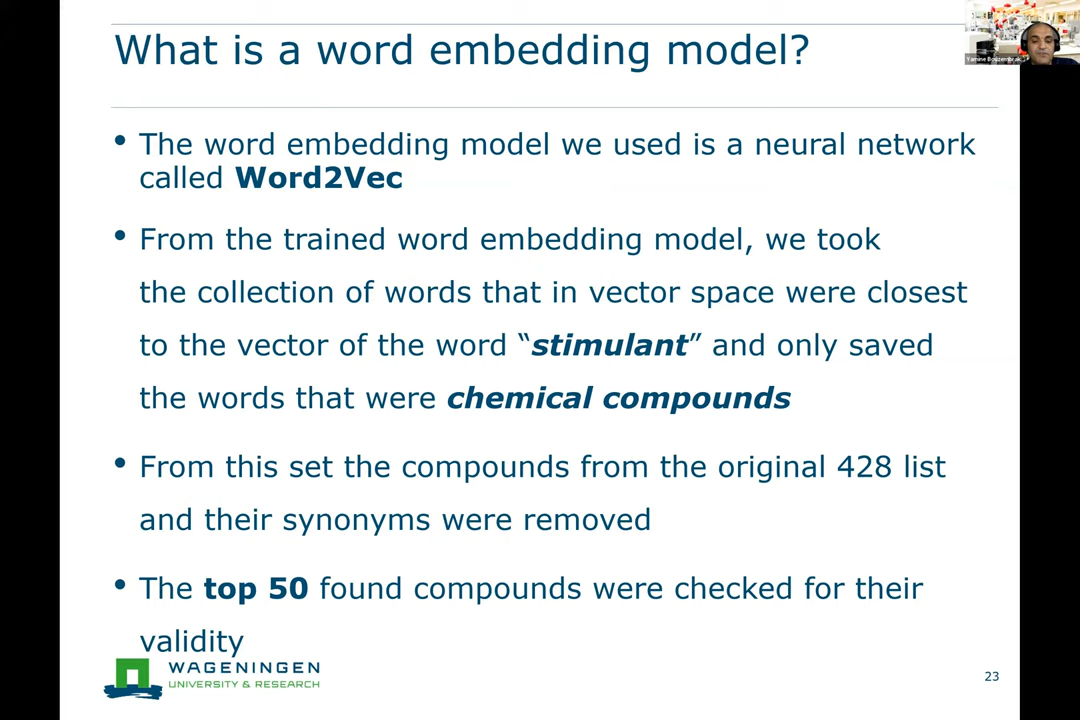 What is a word embedding model?
• The word embedding model we used is a neural network
called Word2Vec
• From the trained word embedding model, we took
the collection of words that in vector space were closest
to the vector of the word “stimulant” and only saved
the words that were chemical compounds
• From this set the compounds from the original 428 list
and their synonyms were removed
• The top 50 found compounds were checked for their
validity
WAGENINGEN
UNIVERSITY & RESEARCH
23
Yamine